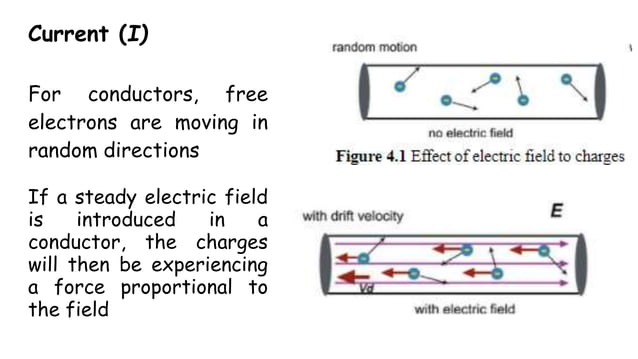 Current (I)
For conductors, free
electrons are moving in
random directions
If a steady electric field
is introduced in a
conductor, the charges
will then be experiencing
a force proportional to
the field
random motion
no electric field
Figure 4.1 Effect of electric field to charges
with drift velocity
E
Vd
with electric field